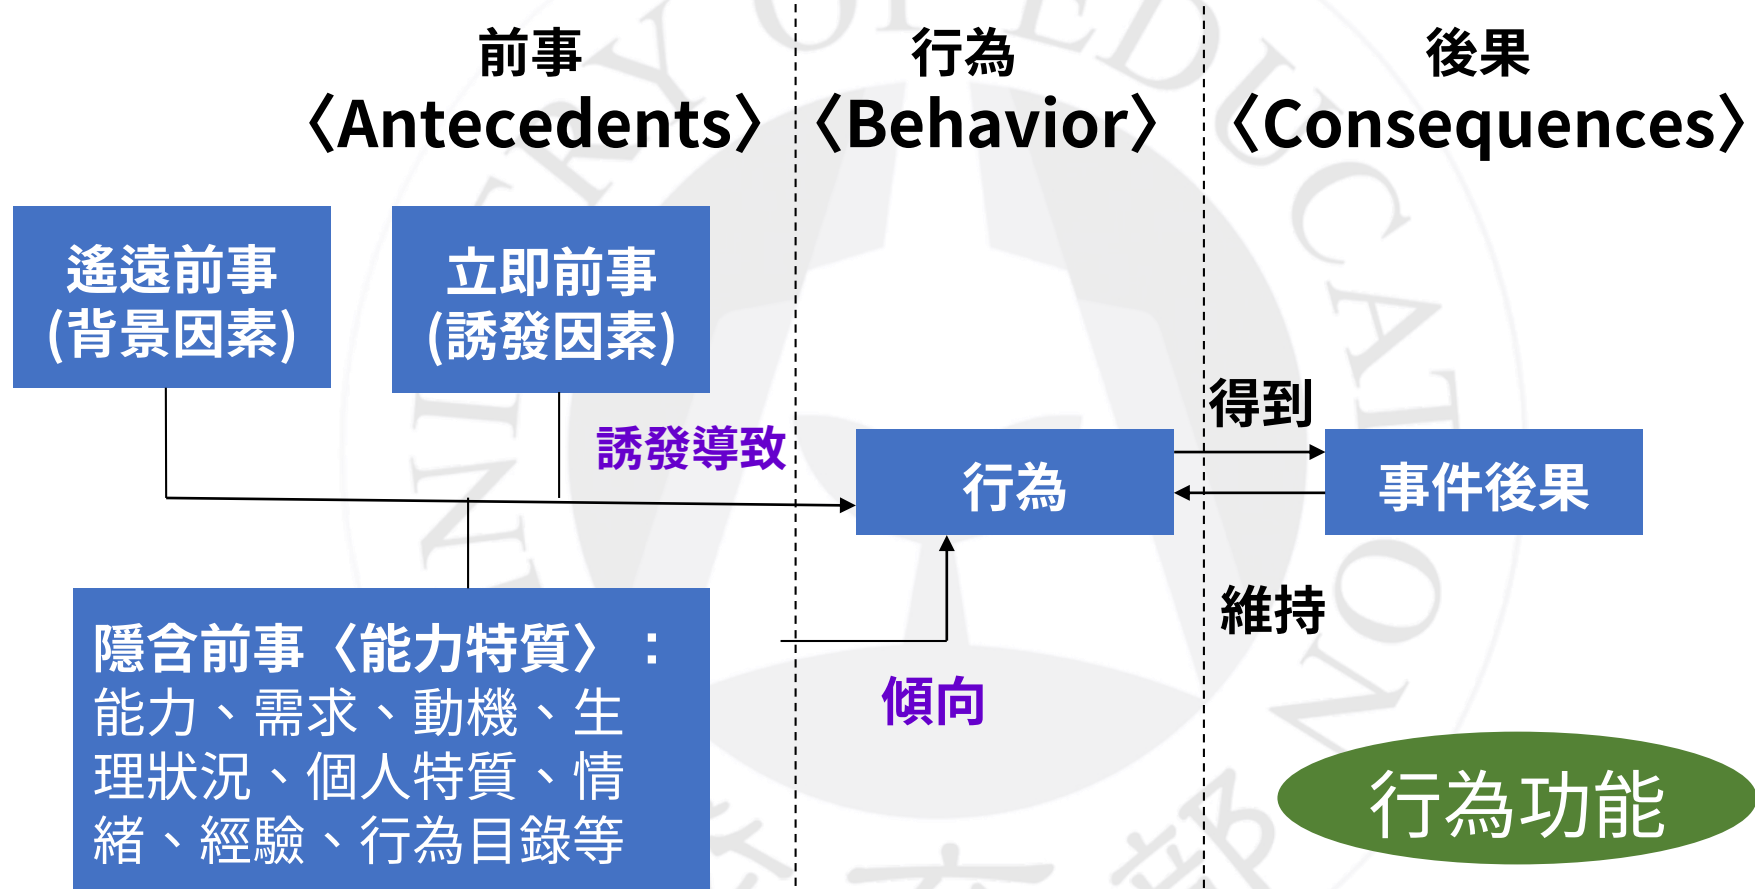 前事
〈Antecedents〉
行為
〈Behavior〉
後果
〈Consequences〉
遙遠前事
(背景因素)
立即前事
(誘發因素)
誘發導致
行為
得到
事件後果
維持
傾向
隱含前事〈能力特質〉：
能力、需求、動機、生
理狀況、個人特質、情
緒、經驗、行為目錄等
行為功能